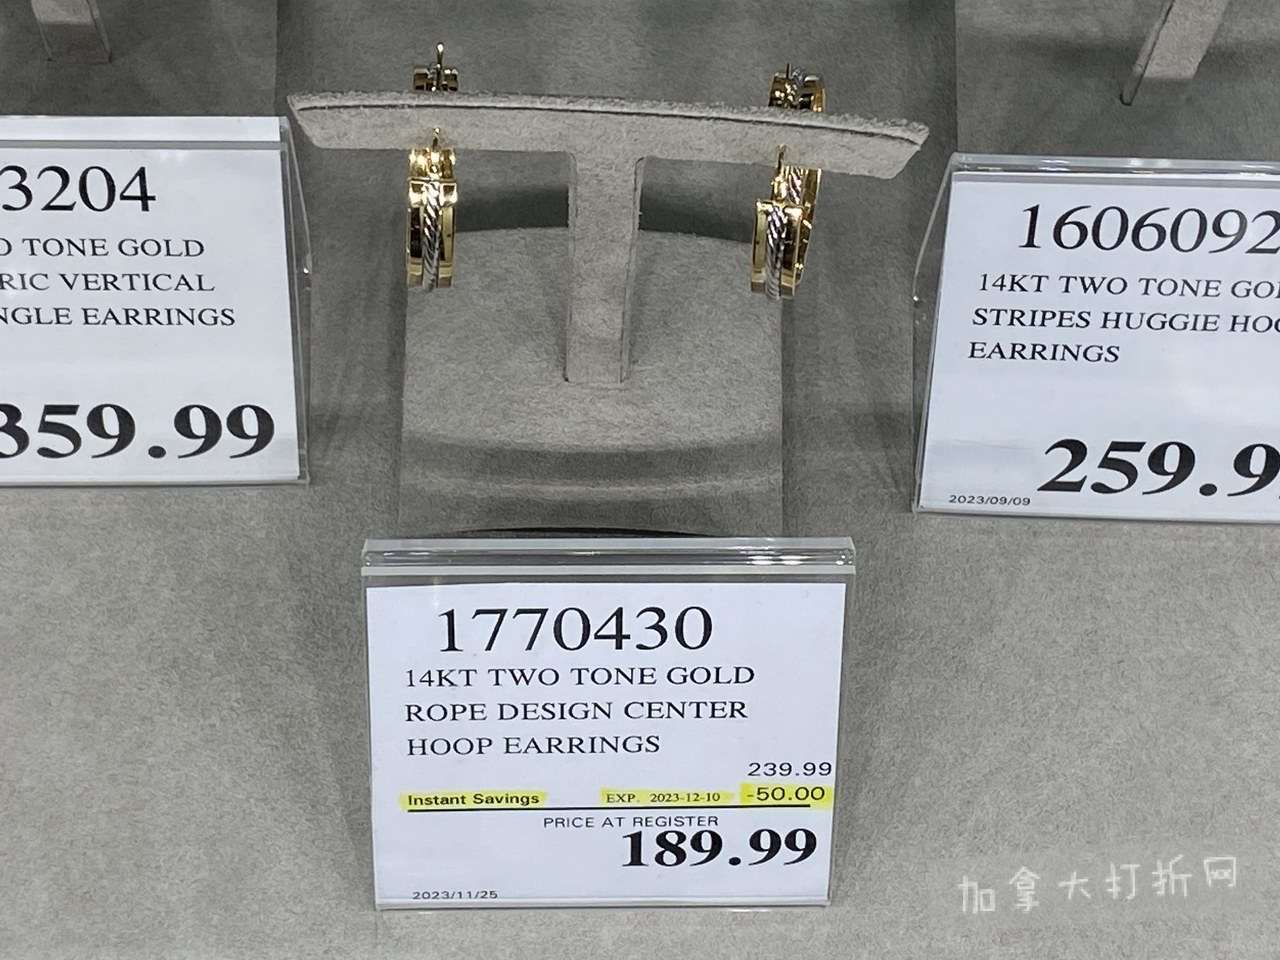 3204
O TONE GOLD
RIC VERTICAL
NGLE EARRINGS
359.99
1606092
14KT TWO TONE GOL
STRIPES HUGGIE HOO
EARRINGS
2023/09/09
259.9
1770430
14KT TWO TONE GOLD
ROPE DESIGN CENTER
HOOP EARRINGS
239.99
Instant Savings EXP. 2023-12-10 -50.00
PRICE AT REGISTER
189.99
2023/11/25
加拿大打折网